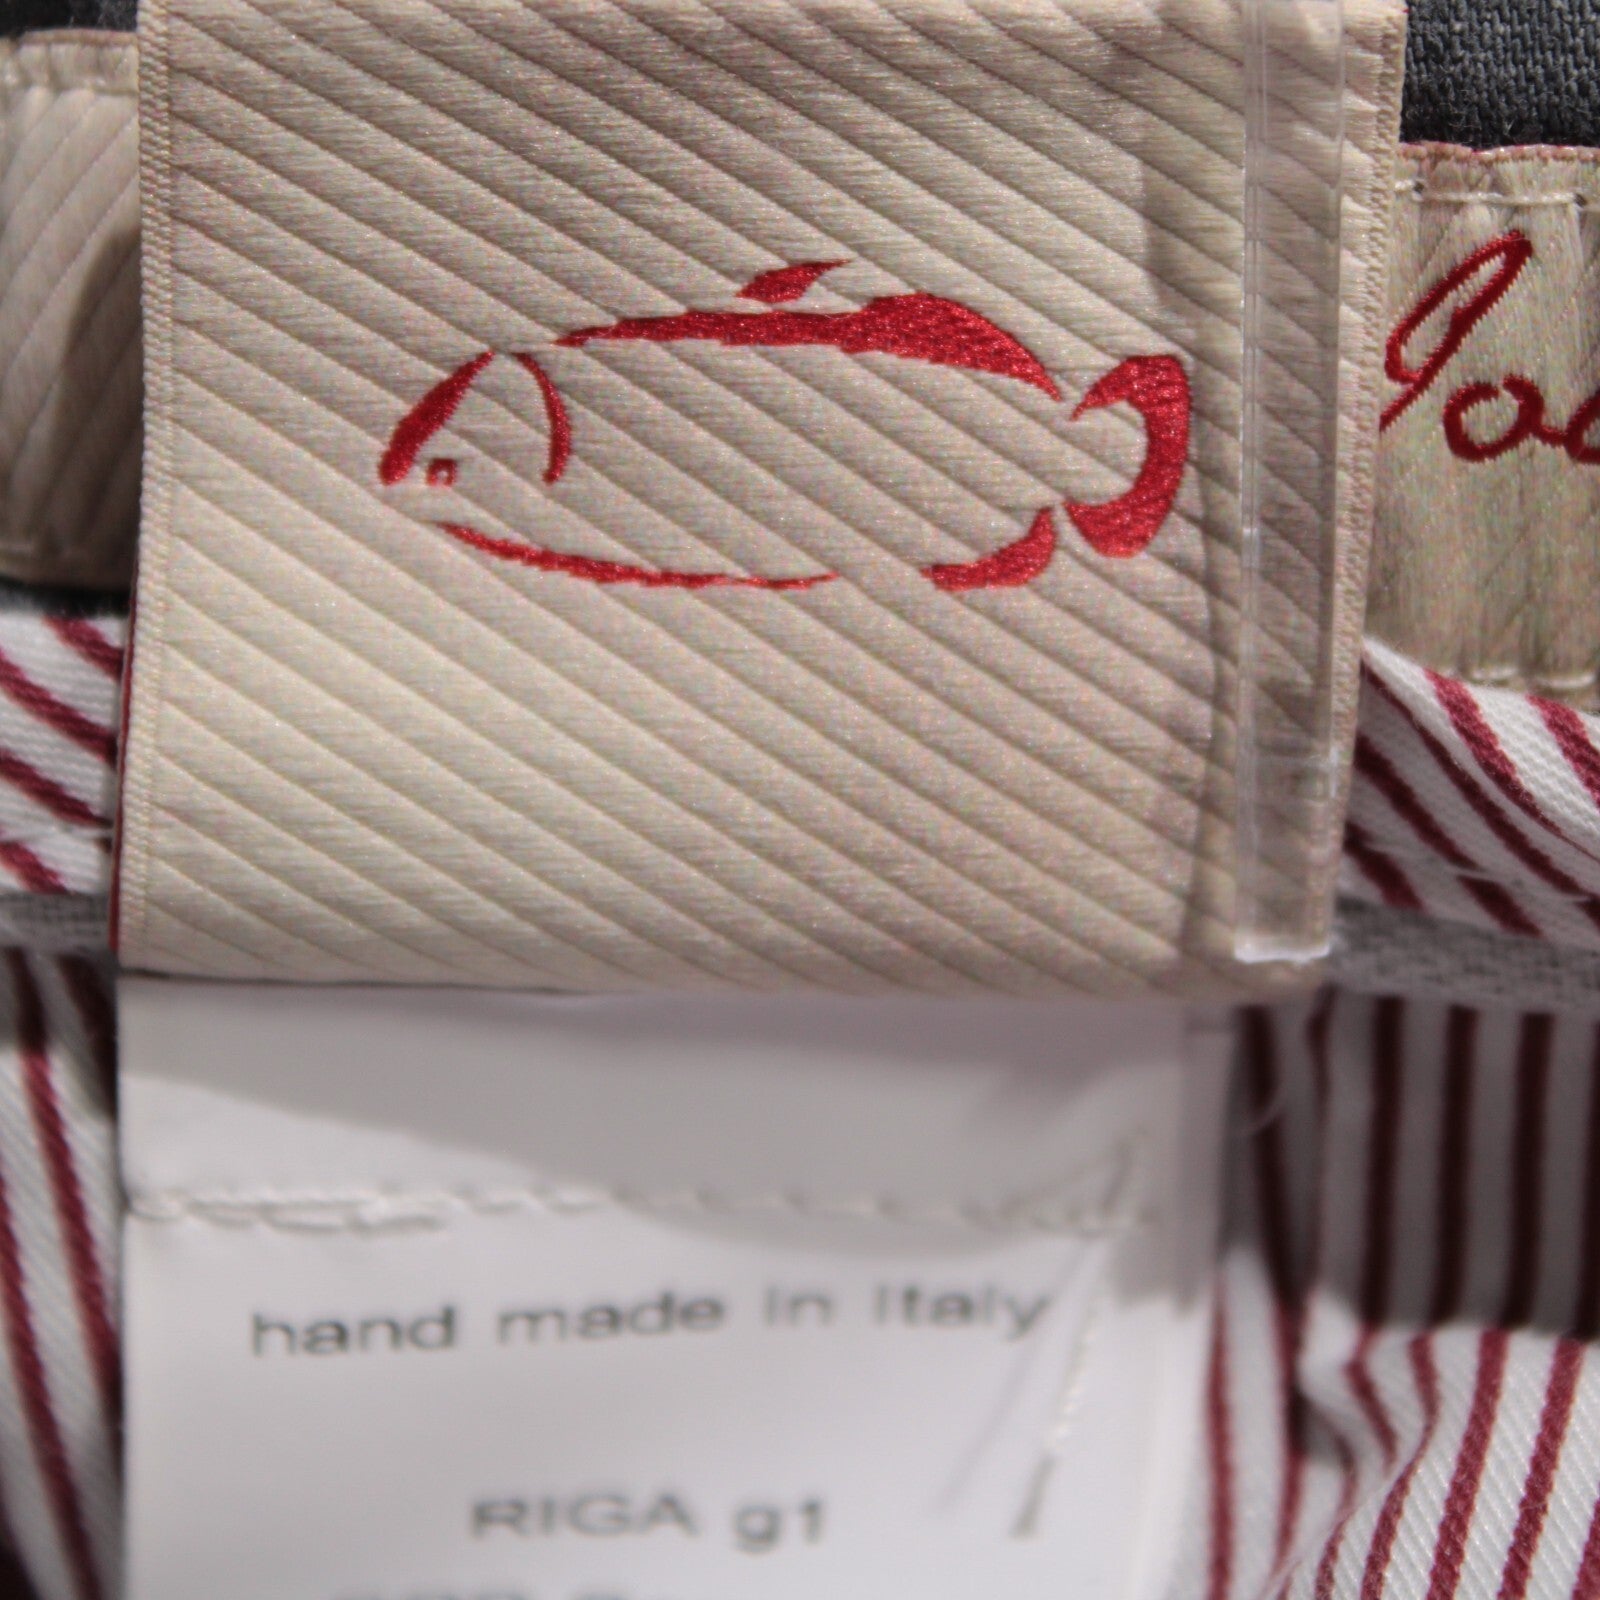 hand made in Italy
RIGA g1